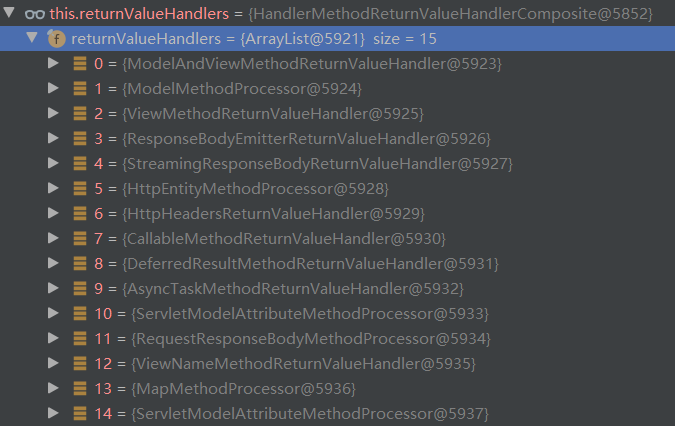 this.returnValueHandlers = {HandlerMethodReturnValueHandlerComposite@5852}
f returnValueHandlers = {ArrayList@5921} size = 15
0 = {ModelAndViewMethodReturnValueHandler@5923}
1 = {ModelMethodProcessor@5924}
2 = {ViewMethodReturnValueHandler@5925}
3 = {ResponseBodyEmitterReturnValueHandler@5926}
4 = {StreamingResponseBodyReturnValueHandler@5927}
5 = {HttpEntityMethodProcessor@5928}
6 = {HttpHeadersReturnValueHandler@5929}
7 = {CallableMethodReturnValueHandler@5930}
8 = {DeferredResultMethodReturnValueHandler@5931}
9 = {AsyncTaskMethodReturnValueHandler@5932}
10 = {ServletModelAttributeMethodProcessor@5933}
11 = {RequestResponseBodyMethodProcessor@5934}
12 = {ViewNameMethodReturnValueHandler@5935}
13 = {MapMethodProcessor@5936}
14 = {ServletModelAttributeMethodProcessor@5937}